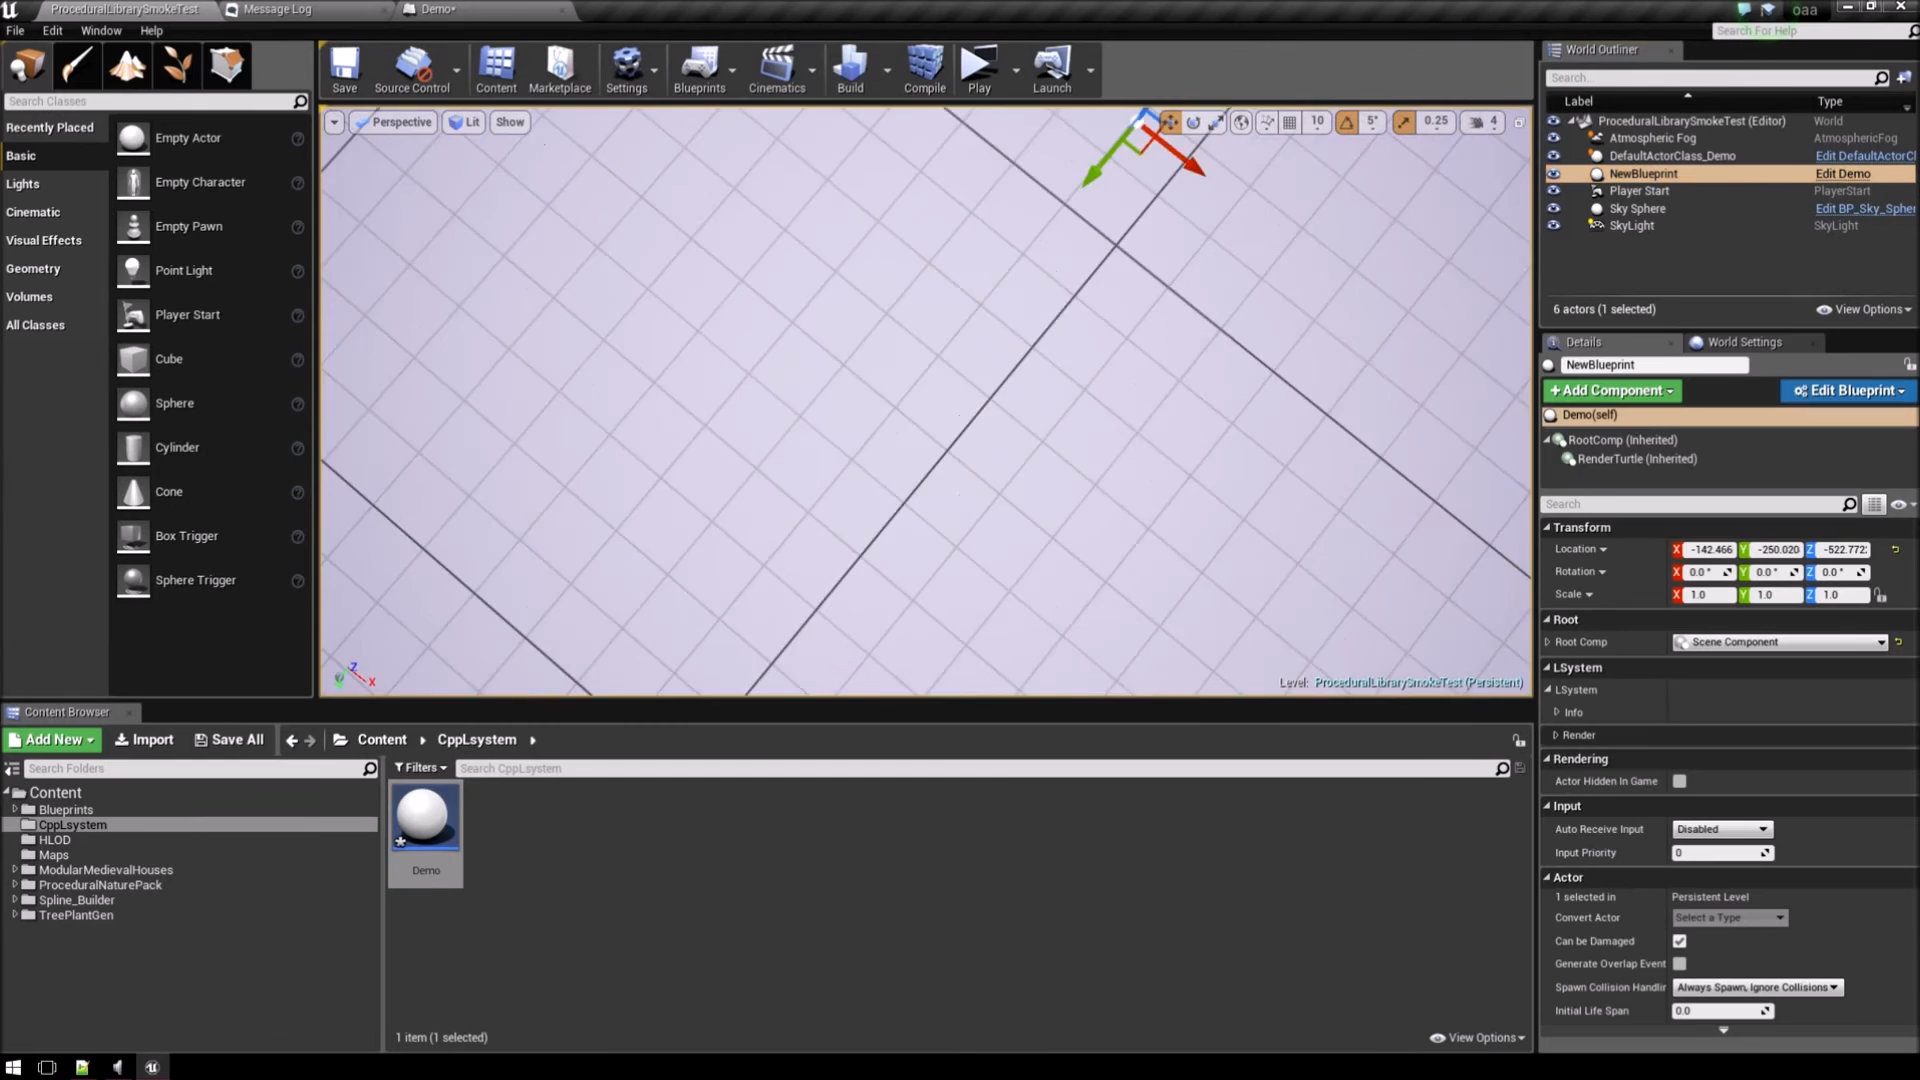 ProceduralLibrarySmokeTest
Message Log
Demo*
oaa
File Edit Window Help
Search For Help
Save
Source Control
Content
Marketplace
Settings
Blueprints
Cinematics
Build
Compile
Play
Launch
Search Classes
Recently Placed
Basic
Lights
Cinematic
Visual Effects
Geometry
Volumes
All Classes
Empty Actor
Empty Character
Empty Pawn
Point Light
Player Start
Cube
Sphere
Cylinder
Cone
Box Trigger
Sphere Trigger
Perspective
Lit
Show
10
5°
0.25
4
Z
X
Level: ProceduralLibrarySmokeTest (Persistent)
World Outliner
Search...
Label Type
ProceduralLibrarySmokeTest (Editor) World
Atmospheric Fog AtmosphericFog
DefaultActorClass_Demo Edit DefaultActorCl
NewBlueprint Edit Demo
Player Start PlayerStart
Sky Sphere Edit BP_Sky_Spher
SkyLight SkyLight
6 actors (1 selected)
View Options
Details
World Settings
NewBlueprint
+Add Component
Edit Blueprint
Demo(self)
RootComp (Inherited)
RenderTurtle (Inherited)
Search
Transform
Location X -142.466 Y -250.020 Z -522.772
Rotation X 0.0 ° Y 0.0 ° Z 0.0 °
Scale X 1.0 Y 1.0 Z 1.0
Root
Root Comp Scene Component
LSystem
LSystem
Info
Render
Rendering
Actor Hidden In Game
Input
Auto Receive Input Disabled
Input Priority 0
Actor
1 selected in Persistent Level
Convert Actor Select a Type
Can be Damaged
Generate Overlap Event
Spawn Collision Handlir Always Spawn, Ignore Collisions
Initial Life Span 0.0
Content Browser
Add New
Import
Save All
Content
CppLsystem
Search Folders
Filters
Search CppLsystem
Content
Blueprints
CppLsystem
HLOD
Maps
ModularMedievalHouses
ProceduralNaturePack
Spline_Builder
TreePlantGen
Demo
1 item (1 selected)
View Options